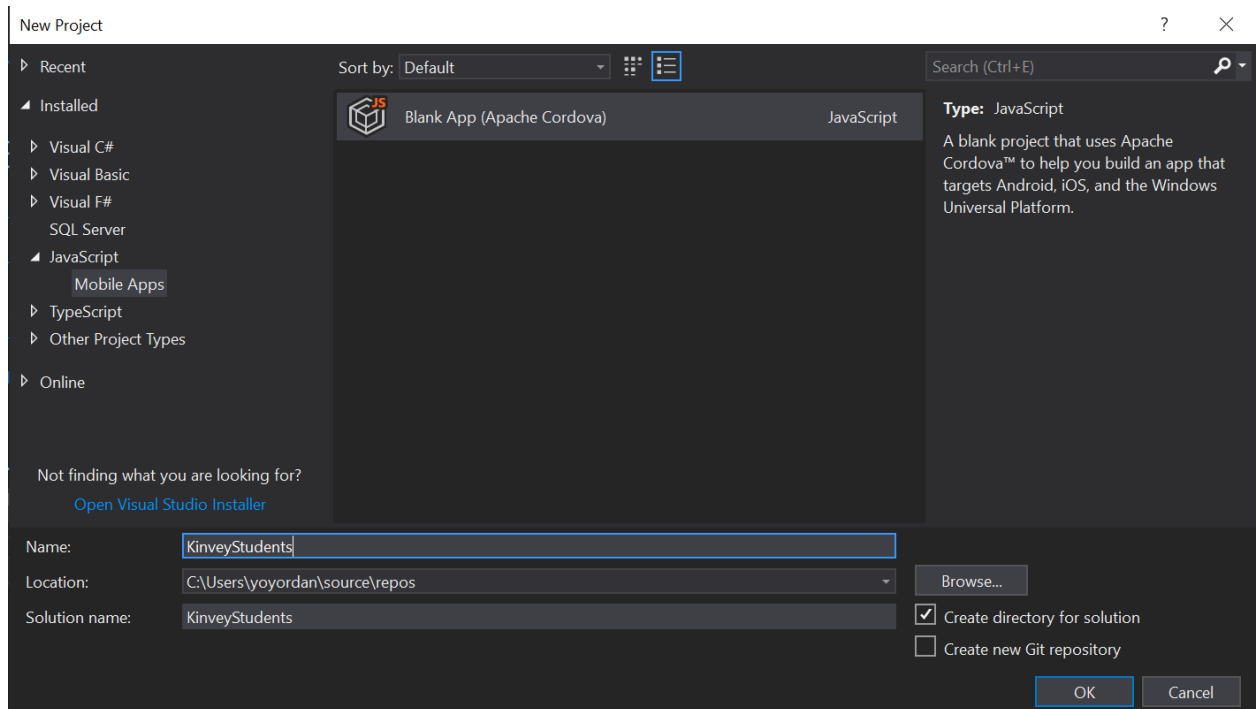 New Project
?
Recent
Installed
Visual C#
Visual Basic
Visual F#
SQL Server
JavaScript
Mobile Apps
TypeScript
Other Project Types
Online
Not finding what you are looking for?
Open Visual Studio Installer
Sort by: Default
JS
Blank App (Apache Cordova) JavaScript
Search (Ctrl+E)
Type: JavaScript
A blank project that uses Apache
Cordova™ to help you build an app that
targets Android, iOS, and the Windows
Universal Platform.
Name: KinveyStudents
Location: C:\Users\yoyordan\source\repos Browse...
Solution name: KinveyStudents
Create directory for solution
Create new Git repository
OK Cancel